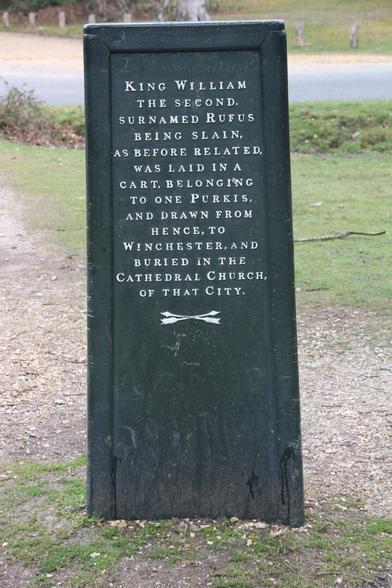 KING WILLIAM
THE SECOND,
SURNAMED RUFUS
BEING SLAIN,
AS BEFORE RELATED,
WAS LAID IN A
CART, BELONGING
TO ONE PURKIS,
AND DRAWN FROM
HENCE, TO
WINCHESTER, AND
BURIED IN THE
CATHEDRAL CHURCH,
OF THAT CITY.